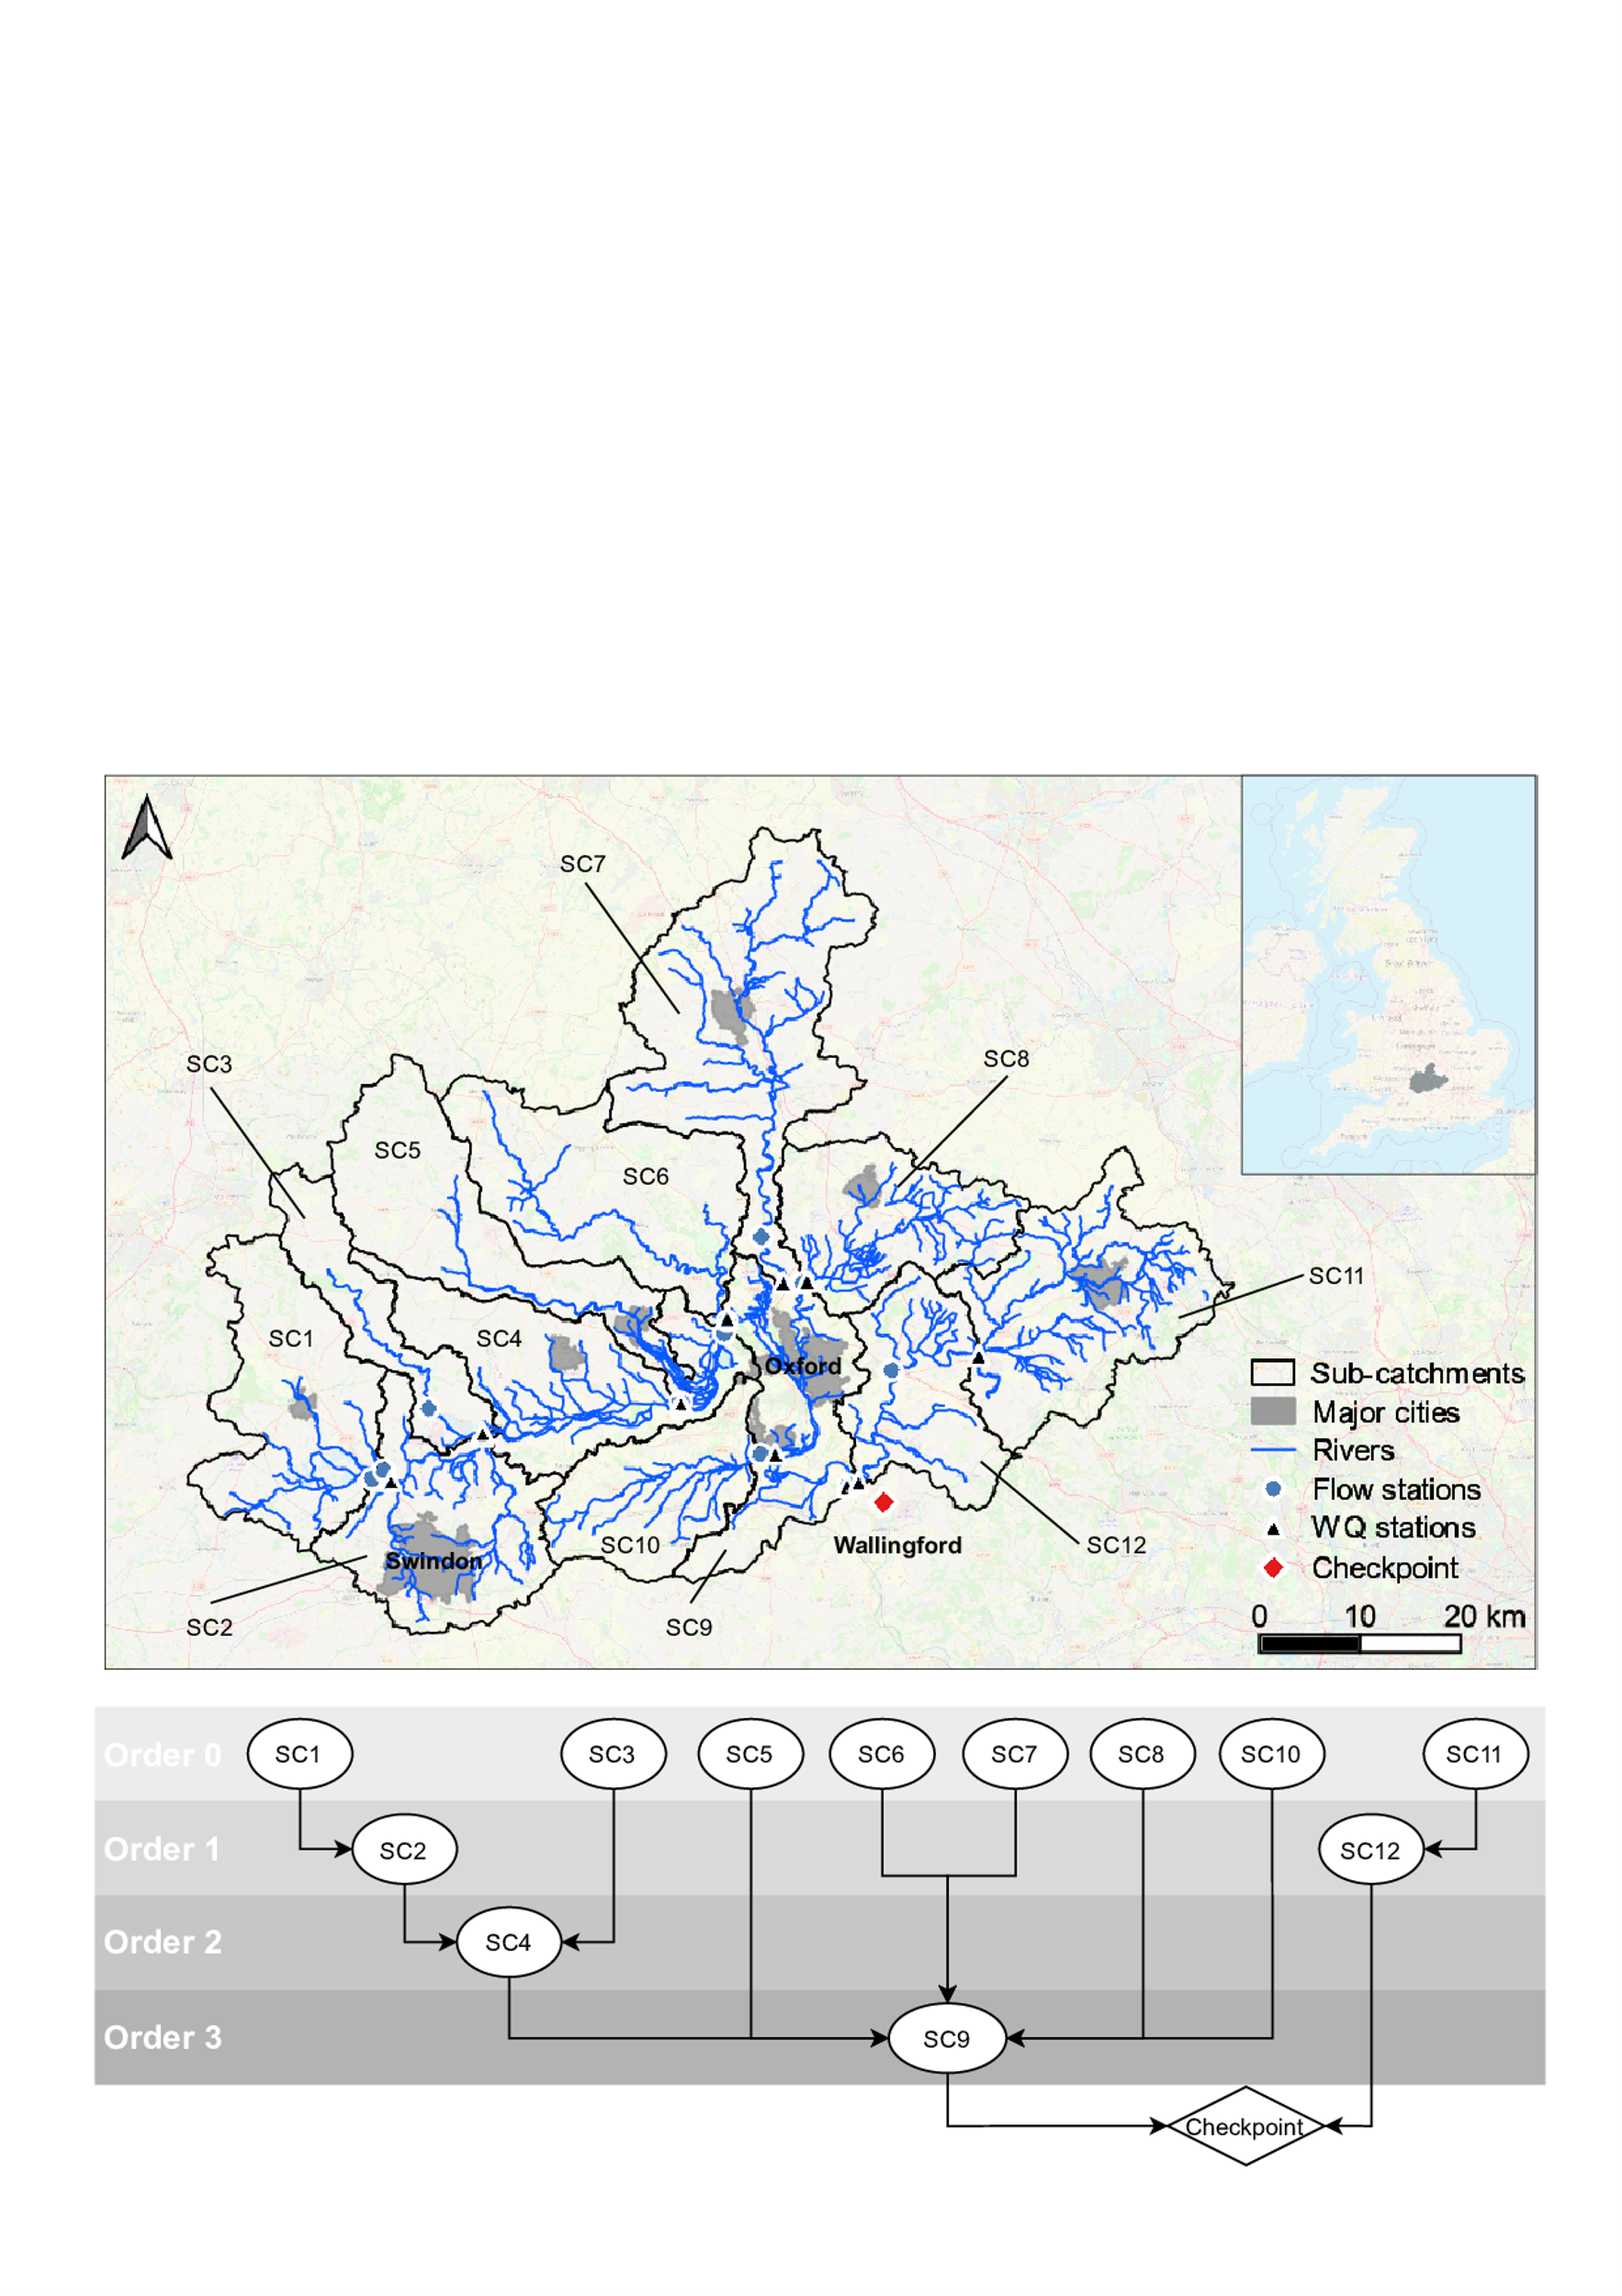 SC7
SC3
SC8
SC5
SC6
SC11
SC1
SC4
Oxford
Sub-catchments
Major cities
Rivers
Flow stations
WQ stations
Checkpoint
0 10 20 km
SC10
Wallingford
SC12
Swindon
SC2
SC9
Order 0
SC1
SC3
SC5
SC6
SC7
SC8
SC10
SC11
Order 1
SC2
SC12
Order 2
SC4
Order 3
SC9
Checkpoint